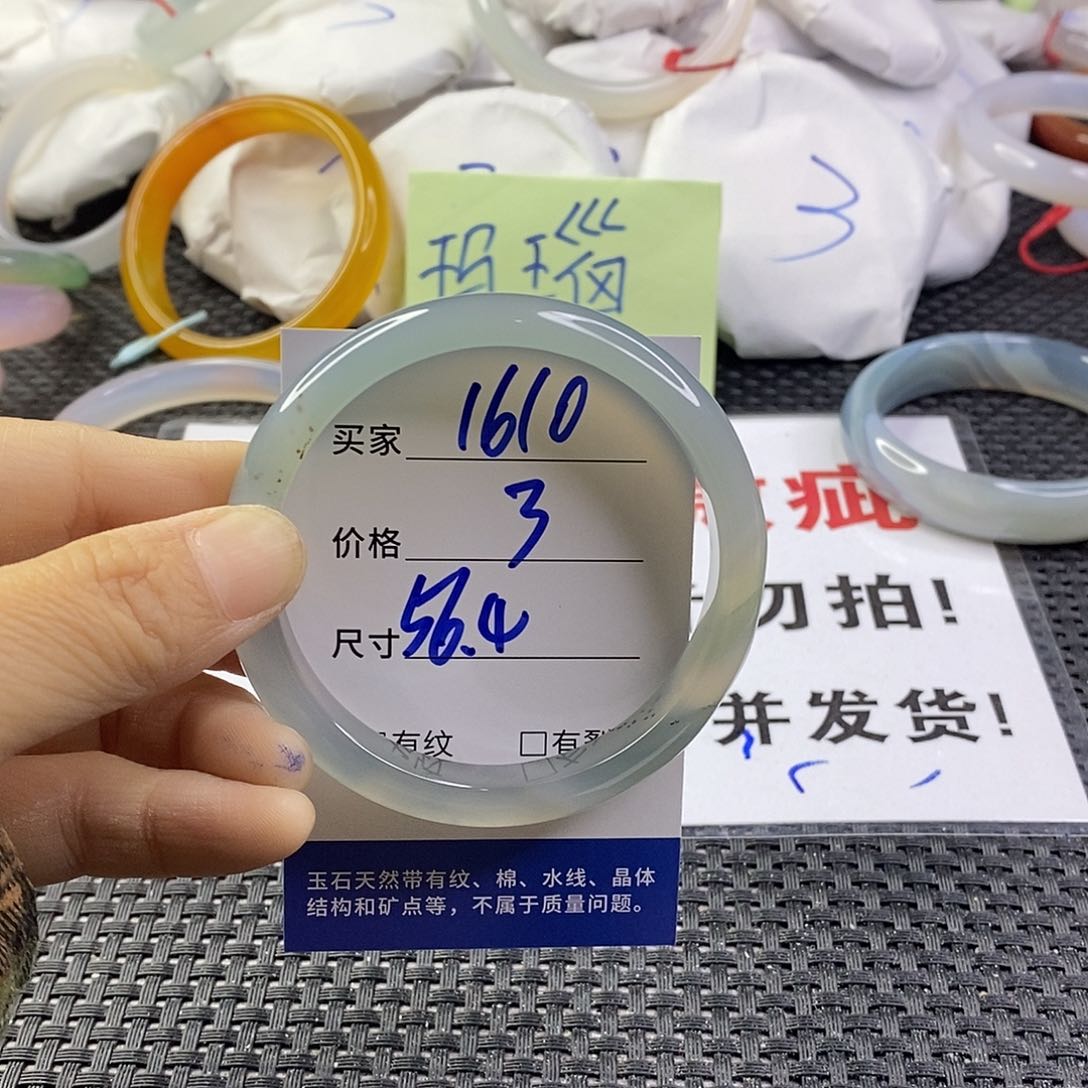 3
玛瑙
买家 1610
价格 3
尺寸 56.4
有纹 □有裂
玉石天然带有纹、棉、水线、晶体
结构和矿点等，不属于质量问题。
疵
勿拍!
并发货!